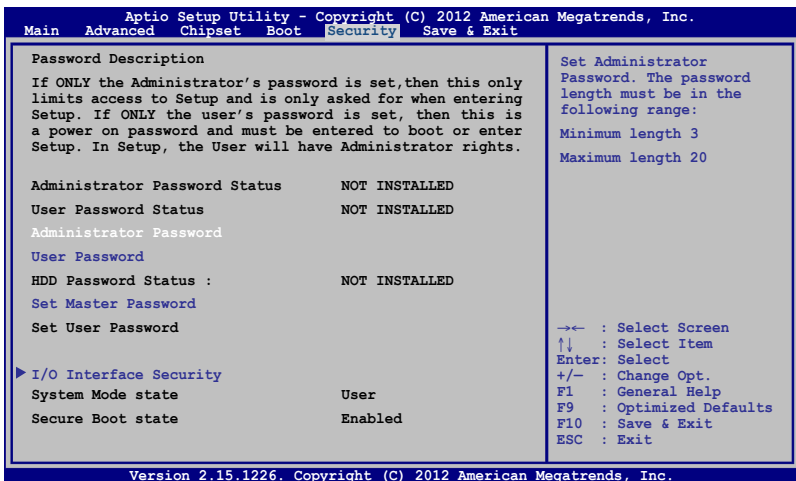 Aptio Setup Utility - Copyright (C) 2012 American Megatrends, Inc.
Main Advanced Chipset Boot Security Save & Exit
Password Description
If ONLY the Administrator's password is set,then this only
limits access to Setup and is only asked for when entering
Setup. If ONLY the user's password is set, then this is
a power on password and must be entered to boot or enter
Setup. In Setup, the User will have Administrator rights.
Administrator Password Status NOT INSTALLED
User Password Status NOT INSTALLED
Administrator Password
User Password
HDD Password Status : NOT INSTALLED
Set Master Password
Set User Password
I/O Interface Security
System Mode state User
Secure Boot state Enabled
Set Administrator
Password. The password
length must be in the
following range:
Minimum length 3
Maximum length 20
→← : Select Screen
↑↓ : Select Item
Enter: Select
+/— : Change Opt.
F1 : General Help
F9 : Optimized Defaults
F10 : Save & Exit
ESC : Exit
Version 2.15.1226. Copyright (C) 2012 American Megatrends, Inc.